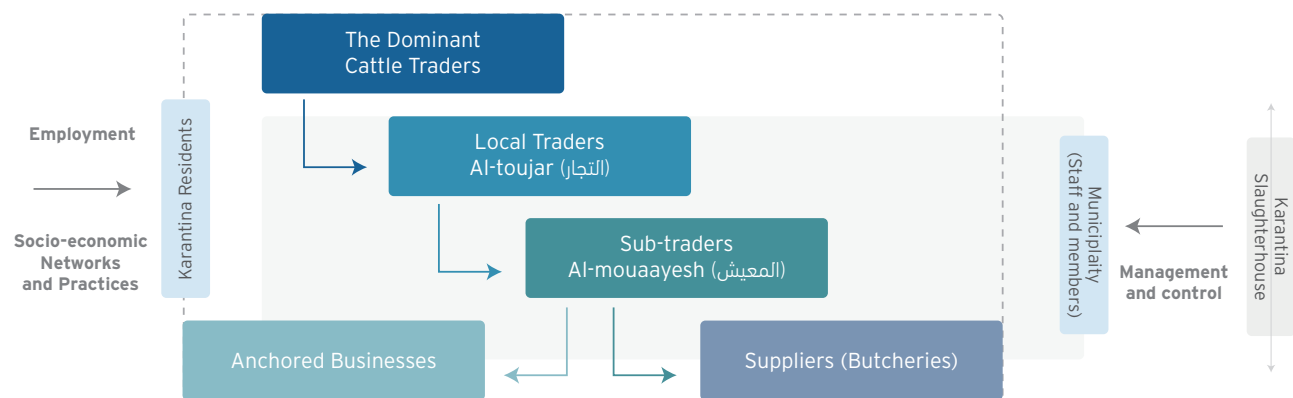 The Dominant
Cattle Traders
Employment
Socio-economic
Networks
and Practices
Karantina Residents
Local Traders
Al-toujar (التجار)
Sub-traders
Al-mouaayesh (المعيش)
Anchored Businesses
Suppliers (Butcheries)
Municiplaity
(Staff and members)
Management
and control
Karantina
Slaughterhouse